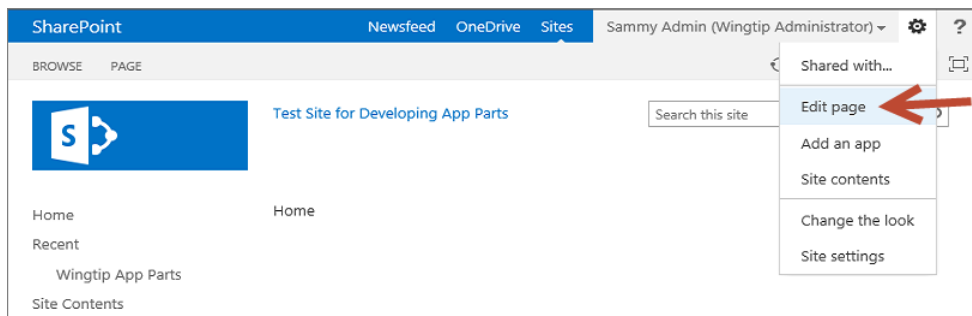 SharePoint Newsfeed OneDrive Sites Sammy Admin (Wingtip Administrator) ?
BROWSE PAGE Shared with...
Edit page
Test Site for Developing App Parts Search this site
S
Add an app
Site contents
Home Home
Change the look
Recent
Site settings
Wingtip App Parts
Site Contents